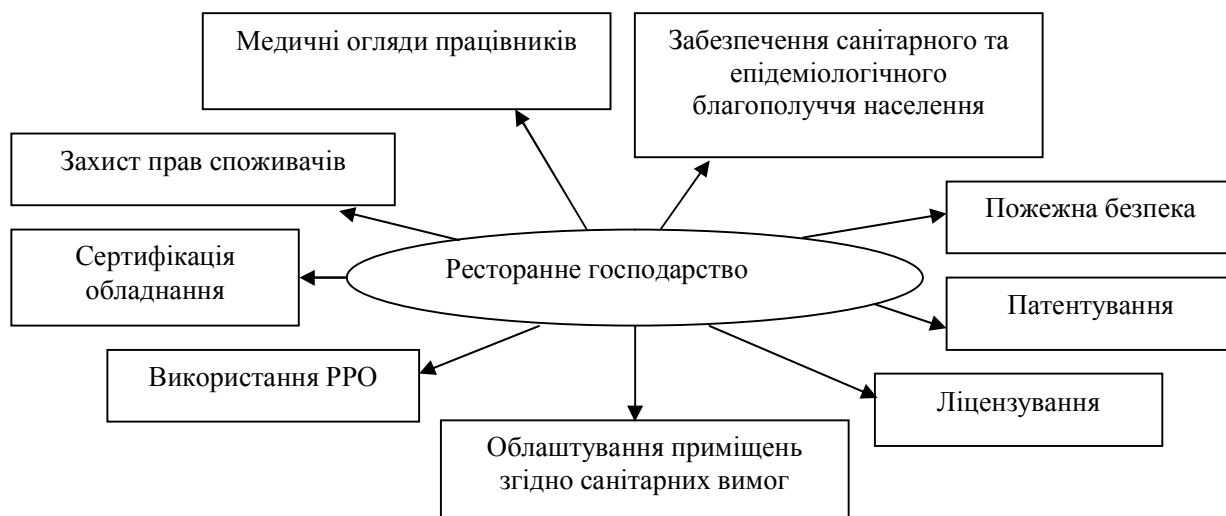 Медичні огляди працівників
Забезпечення санітарного та
епідеміологічного
благополуччя населення
Захист прав споживачів
Пожежна безпека
Сертифікація
обладнання
Ресторанне господарство
Патентування
Використання РРО
Ліцензування
Облаштування приміщень
згідно санітарних вимог